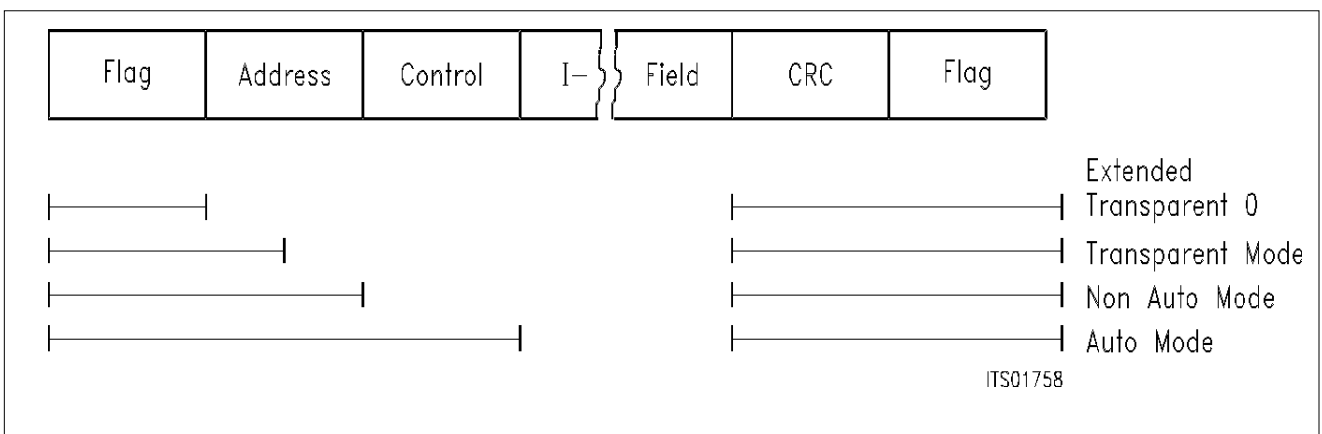 Flag Address Control I- Field CRC Flag
Extended
Transparent 0
Transparent Mode
Non Auto Mode
Auto Mode
ITS01758